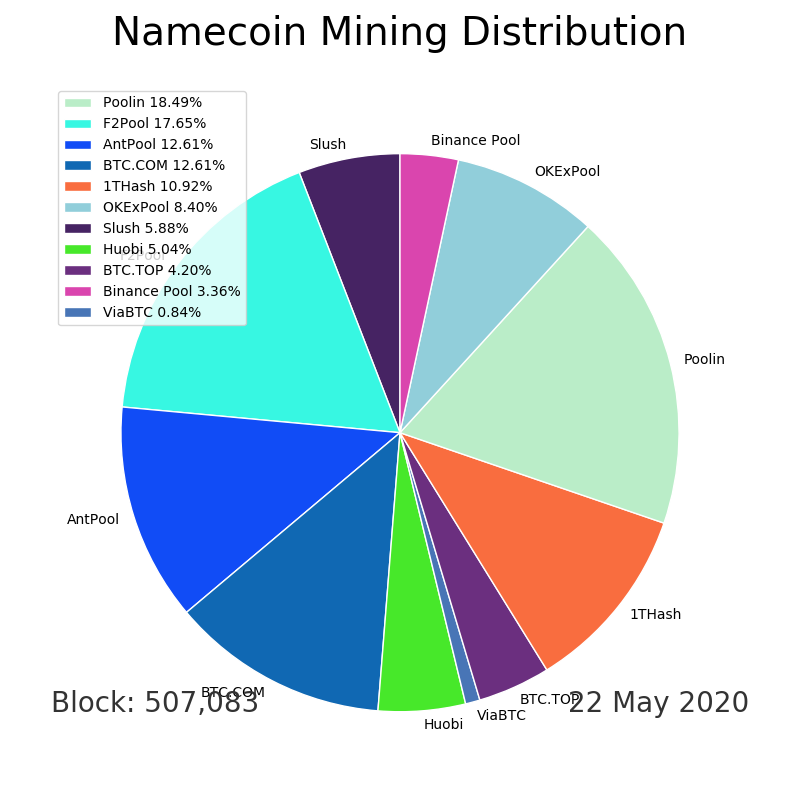 Namecoin Mining Distribution
Poolin 18.49%
F2Pool 17.65%
AntPool 12.61%
BTC.COM 12.61%
1THash 10.92%
OKExPool 8.40%
Slush 5.88%
Huobi 5.04%
BTC.TOP 4.20%
Binance Pool 3.36%
ViaBTC 0.84%
Slush
Binance Pool
OKExPool
F2Pool
Poolin
AntPool
1THash
BTC.COM
BTC.TOP
Huobi
ViaBTC
Block: 507,083
22 May 2020